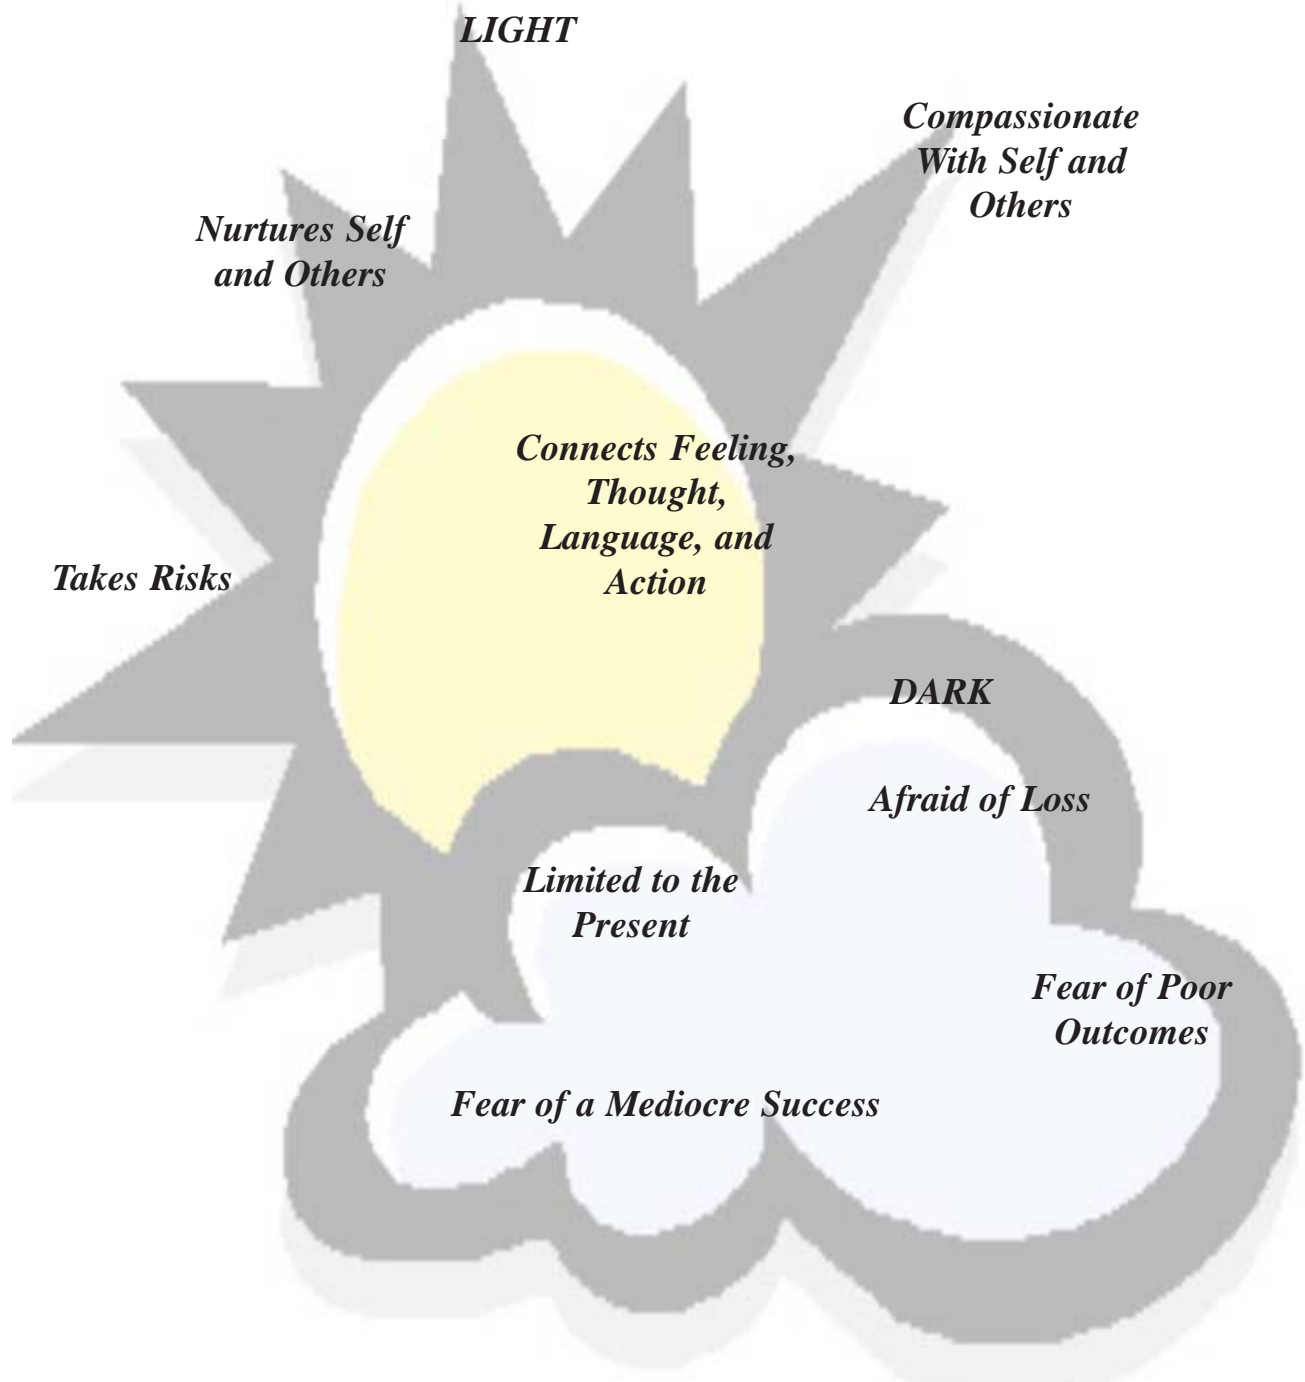 LIGHT
Compassionate
With Self and
Others
Nurtures Self
and Others
Connects Feeling,
Thought,
Language, and
Action
Takes Risks
DARK
Afraid of Loss
Limited to the
Present
Fear of Poor
Outcomes
Fear of a Mediocre Success